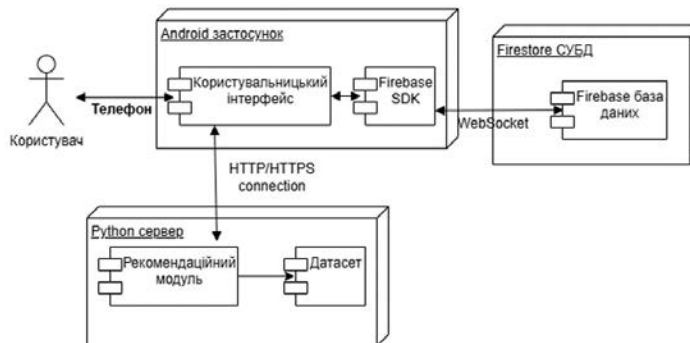 Android застосунок
Firestore СУБД
Користувальницький
інтерфейс
Firebase
SDK
Firebase база
даних
Телефон
WebSocket
Користувач
HTTP/HTTPS
connection
Python сервер
Рекомендаційний
модуль
Датасет